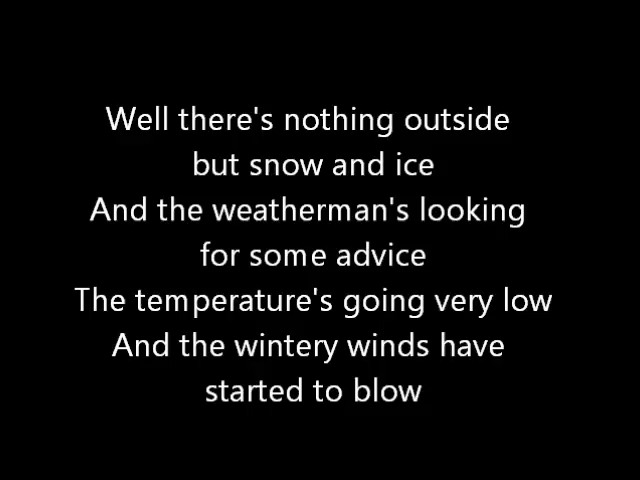 Well there's nothing outside
but snow and ice
And the weatherman's looking
for some advice
The temperature's going very low
And the wintery winds have
started to blow